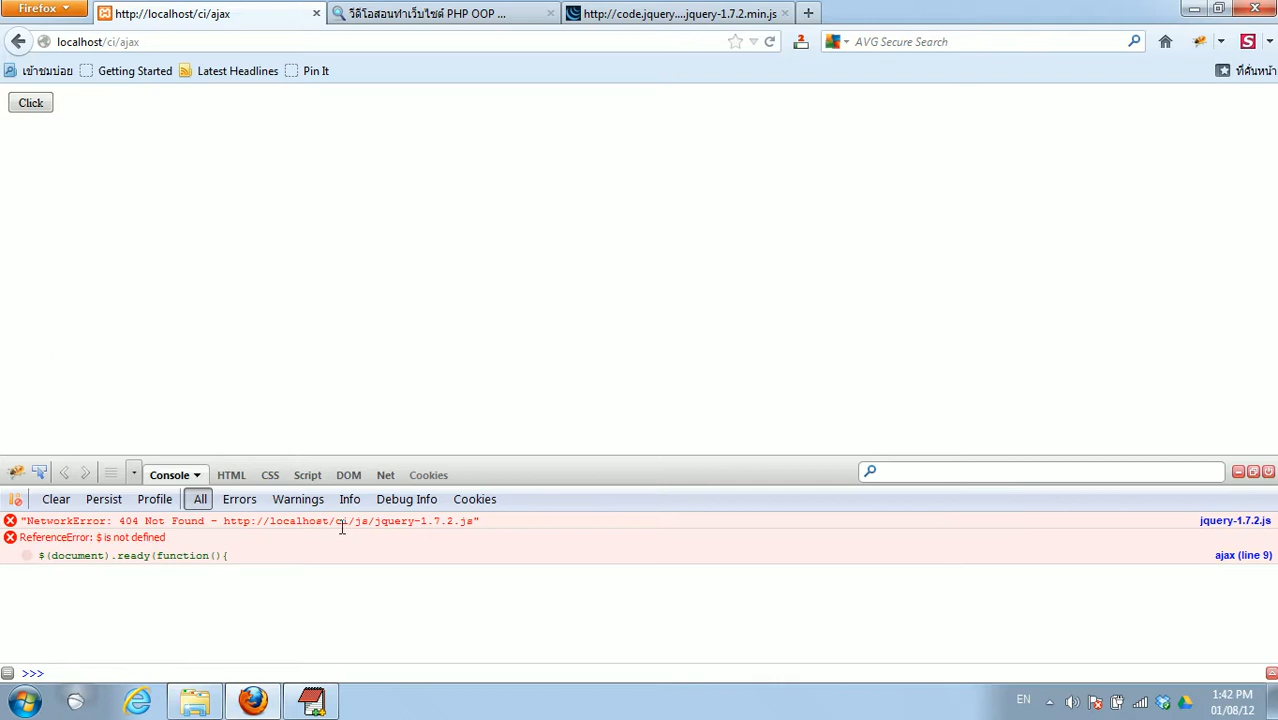 Firefox
http://localhost/ci/ajax
วีดีโอสอนทำเว็บไซต์ PHP OOP ...
http://code.jquery....jquery-1.7.2.min.js
localhost/ci/ajax
2
AVG Secure Search
S
เข้าชมบ่อย
Getting Started
Latest Headlines
Pin It
ที่คั่นหน้า
Click
Console
HTML
CSS
Script
DOM
Net
Cookies
Clear
Persist
Profile
All
Errors
Warnings
Info
Debug Info
Cookies
"NetworkError: 404 Not Found - http://localhost/ci/js/jquery-1.7.2.js"
jquery-1.7.2.js
ReferenceError: $ is not defined
$(document).ready(function(){
ajax (line 9)
>>>
EN
1:42 PM
01/08/12